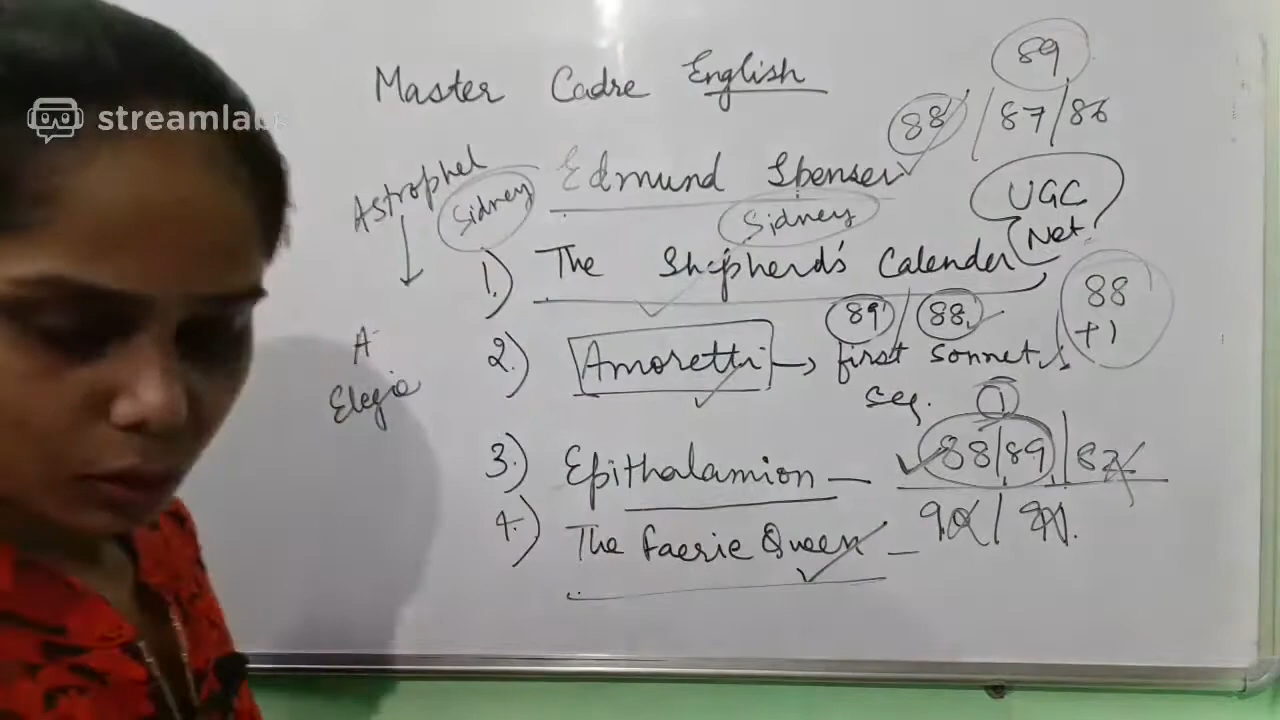 streamla
89
Master Cadre English
88 / 87 / 86
Astrophel
Edmund Spenser
Sidney
Sidney
UGC
Net
1.) The Shepherd's Calender
89 / 88
88
+1
A
2.) Amoretti → first sonnet
Elegie
Seq.
1
3.) Epithalamion — 88 / 89 / 87
4.) The Faerie Queen — 90 / 91